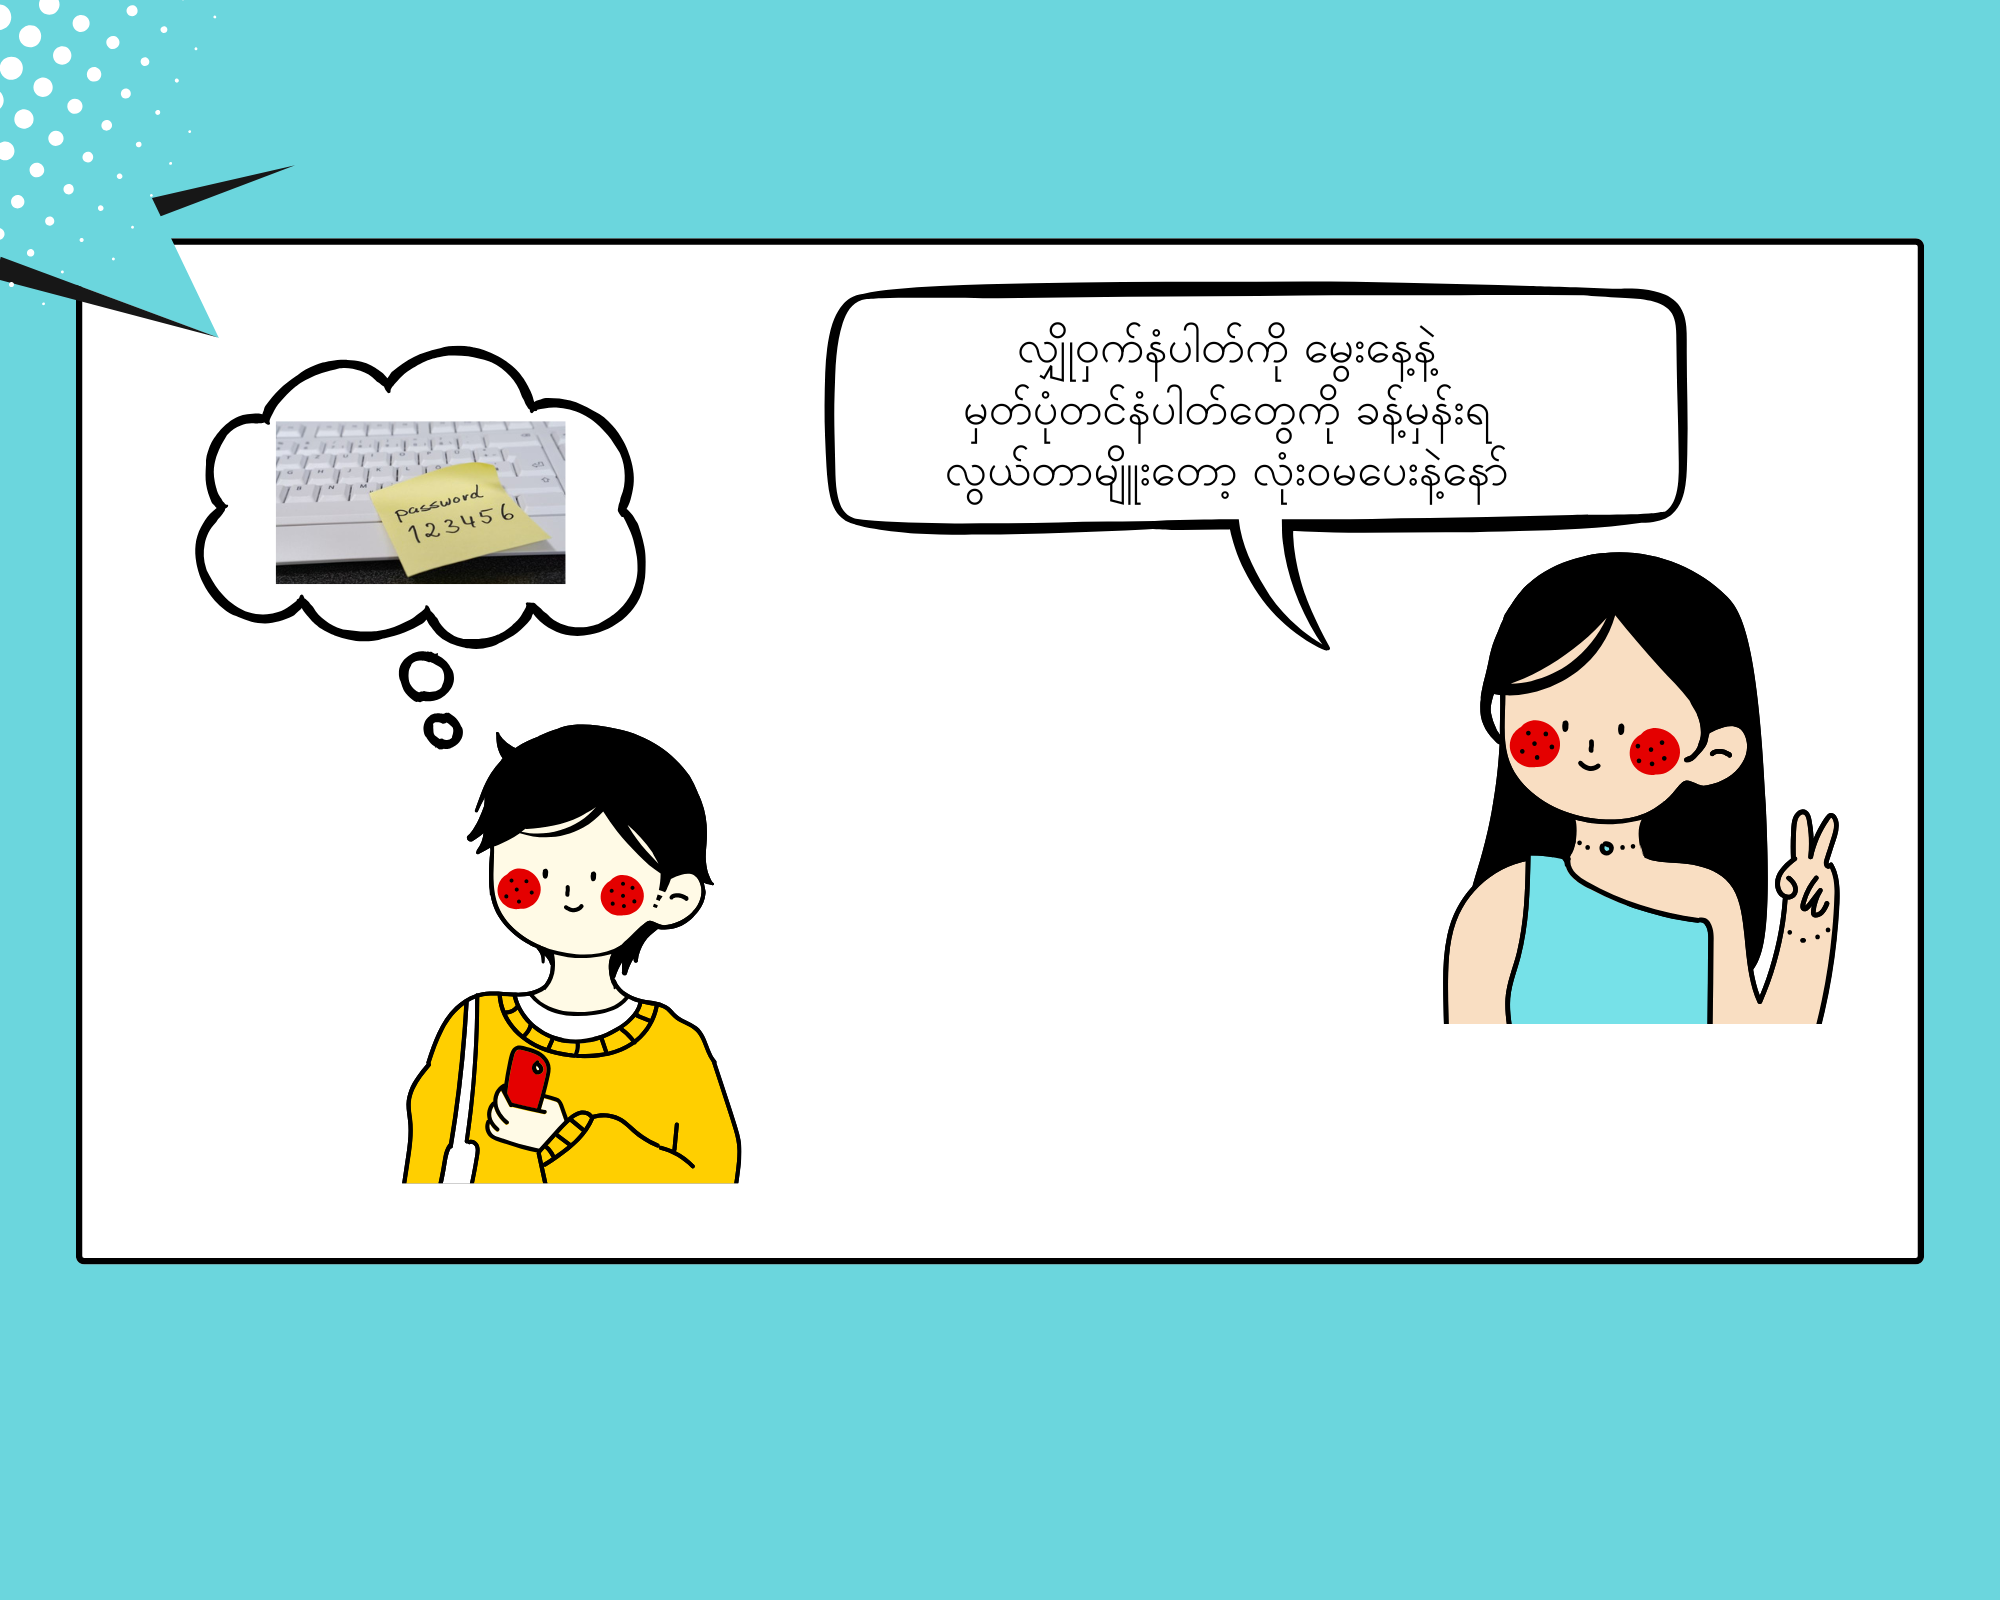 password
123456
လျှို့ဝှက်နံပါတ်ကို မွေးနေ့နဲ့
မှတ်ပုံတင်နံပါတ်တွေကို ခန့်မှန်းရ
လွယ်တာမျိုးတော့ လုံးဝမပေးနဲ့နော်